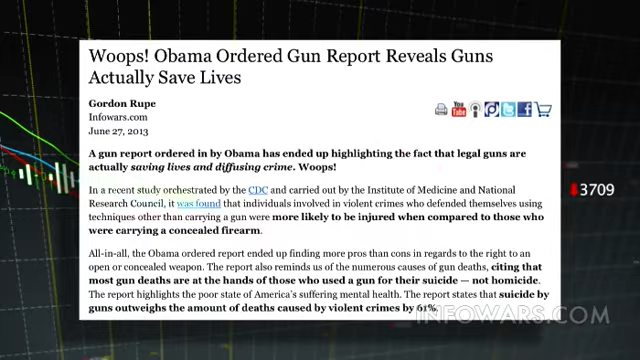 Woops! Obama Ordered Gun Report Reveals Guns
Actually Save Lives
Gordon Rupe
Infowars.com
June 27, 2013
You
Tube
A gun report ordered in by Obama has ended up highlighting the fact that legal guns are
actually saving lives and diffusing crime. Woops!
In a recent study orchestrated by the CDC and carried out by the Institute of Medicine and National
Research Council, it was found that individuals involved in violent crimes who defended themselves using
techniques other than carrying a gun were more likely to be injured when compared to those who
were carrying a concealed firearm.
3709
All-in-all, the Obama ordered report ended up finding more pros than cons in regards to the right to an
open or concealed weapon. The report also reminds us of the numerous causes of gun deaths, citing that
most gun deaths are at the hands of those who used a gun for their suicide — not homicide.
The report highlights the poor state of America's suffering mental health. The report states that suicide by
guns outweighs the amount of deaths caused by violent crimes by 61%.
INFOWARS.COM